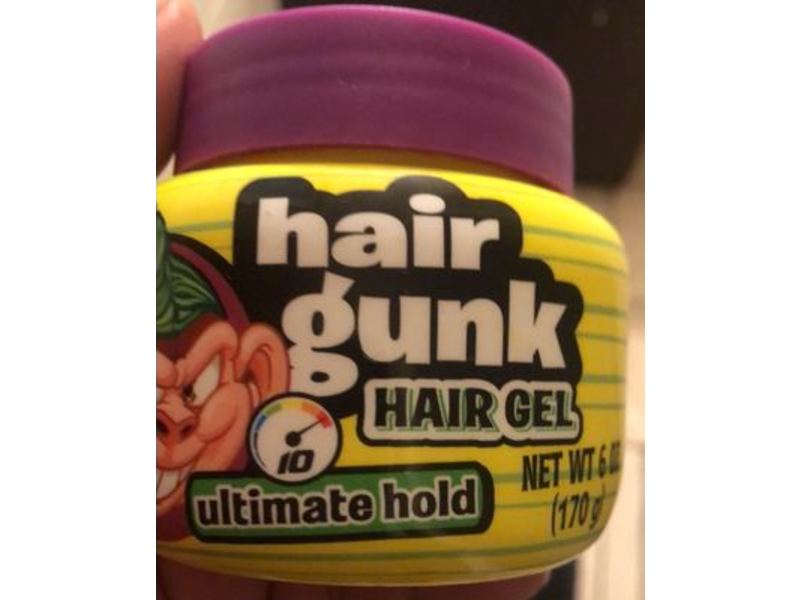 hair
gunk
HAIR GEL
10
ultimate hold
NET WT 6 OZ
(170 g)